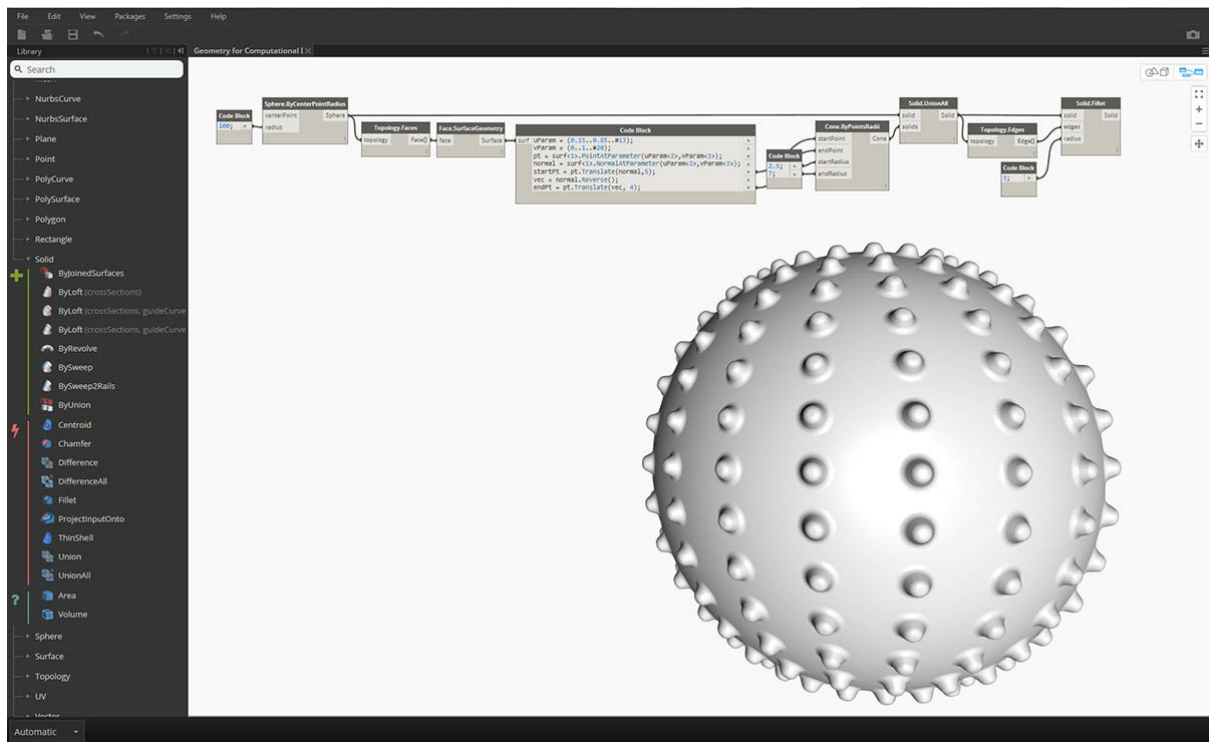 File Edit View Packages Settings Help
Library
Geometry for Computational I
Search
NurbsCurve
NurbsSurface
Plane
Point
PolyCurve
PolySurface
Polygon
Rectangle
Solid
ByJoinedSurfaces
ByLoft (crossSections)
ByLoft (crossSections, guideCurve
ByLoft (crossSections, guideCurve
ByRevolve
BySweep
BySweep2Rails
ByUnion
Centroid
Chamfer
Difference
DifferenceAll
Fillet
ProjectInputOnto
ThinShell
Union
UnionAll
Area
Volume
Sphere
Surface
Topology
UV
Vector
Automatic
Code Block
100;
Sphere.ByCenterPointRadius
centerPoint Sphere
radius
Topology.Faces
topology Face[]
Face.SurfaceGeometry
face Surface
Code Block
surf uParam = (0.15..0.85..#13);
vParam = (0..1..#20);
pt = surf<1>.PointAtParameter(uParam<2>,vParam<3>);
normal = surf<1>.NormalAtParameter(uParam<2>,vParam<3>);
startPt = pt.Translate(normal,5);
vec = normal.Reverse();
endPt = pt.Translate(vec, 4);
Code Block
2.5;
7;
Cone.ByPointsRadii
startPoint Cone
endPoint
startRadius
endRadius
Solid.UnionAll
solid Solid
solids
Topology.Edges
topology Edge[]
Code Block
3;
Solid.Fillet
solid Solid
edges
radius